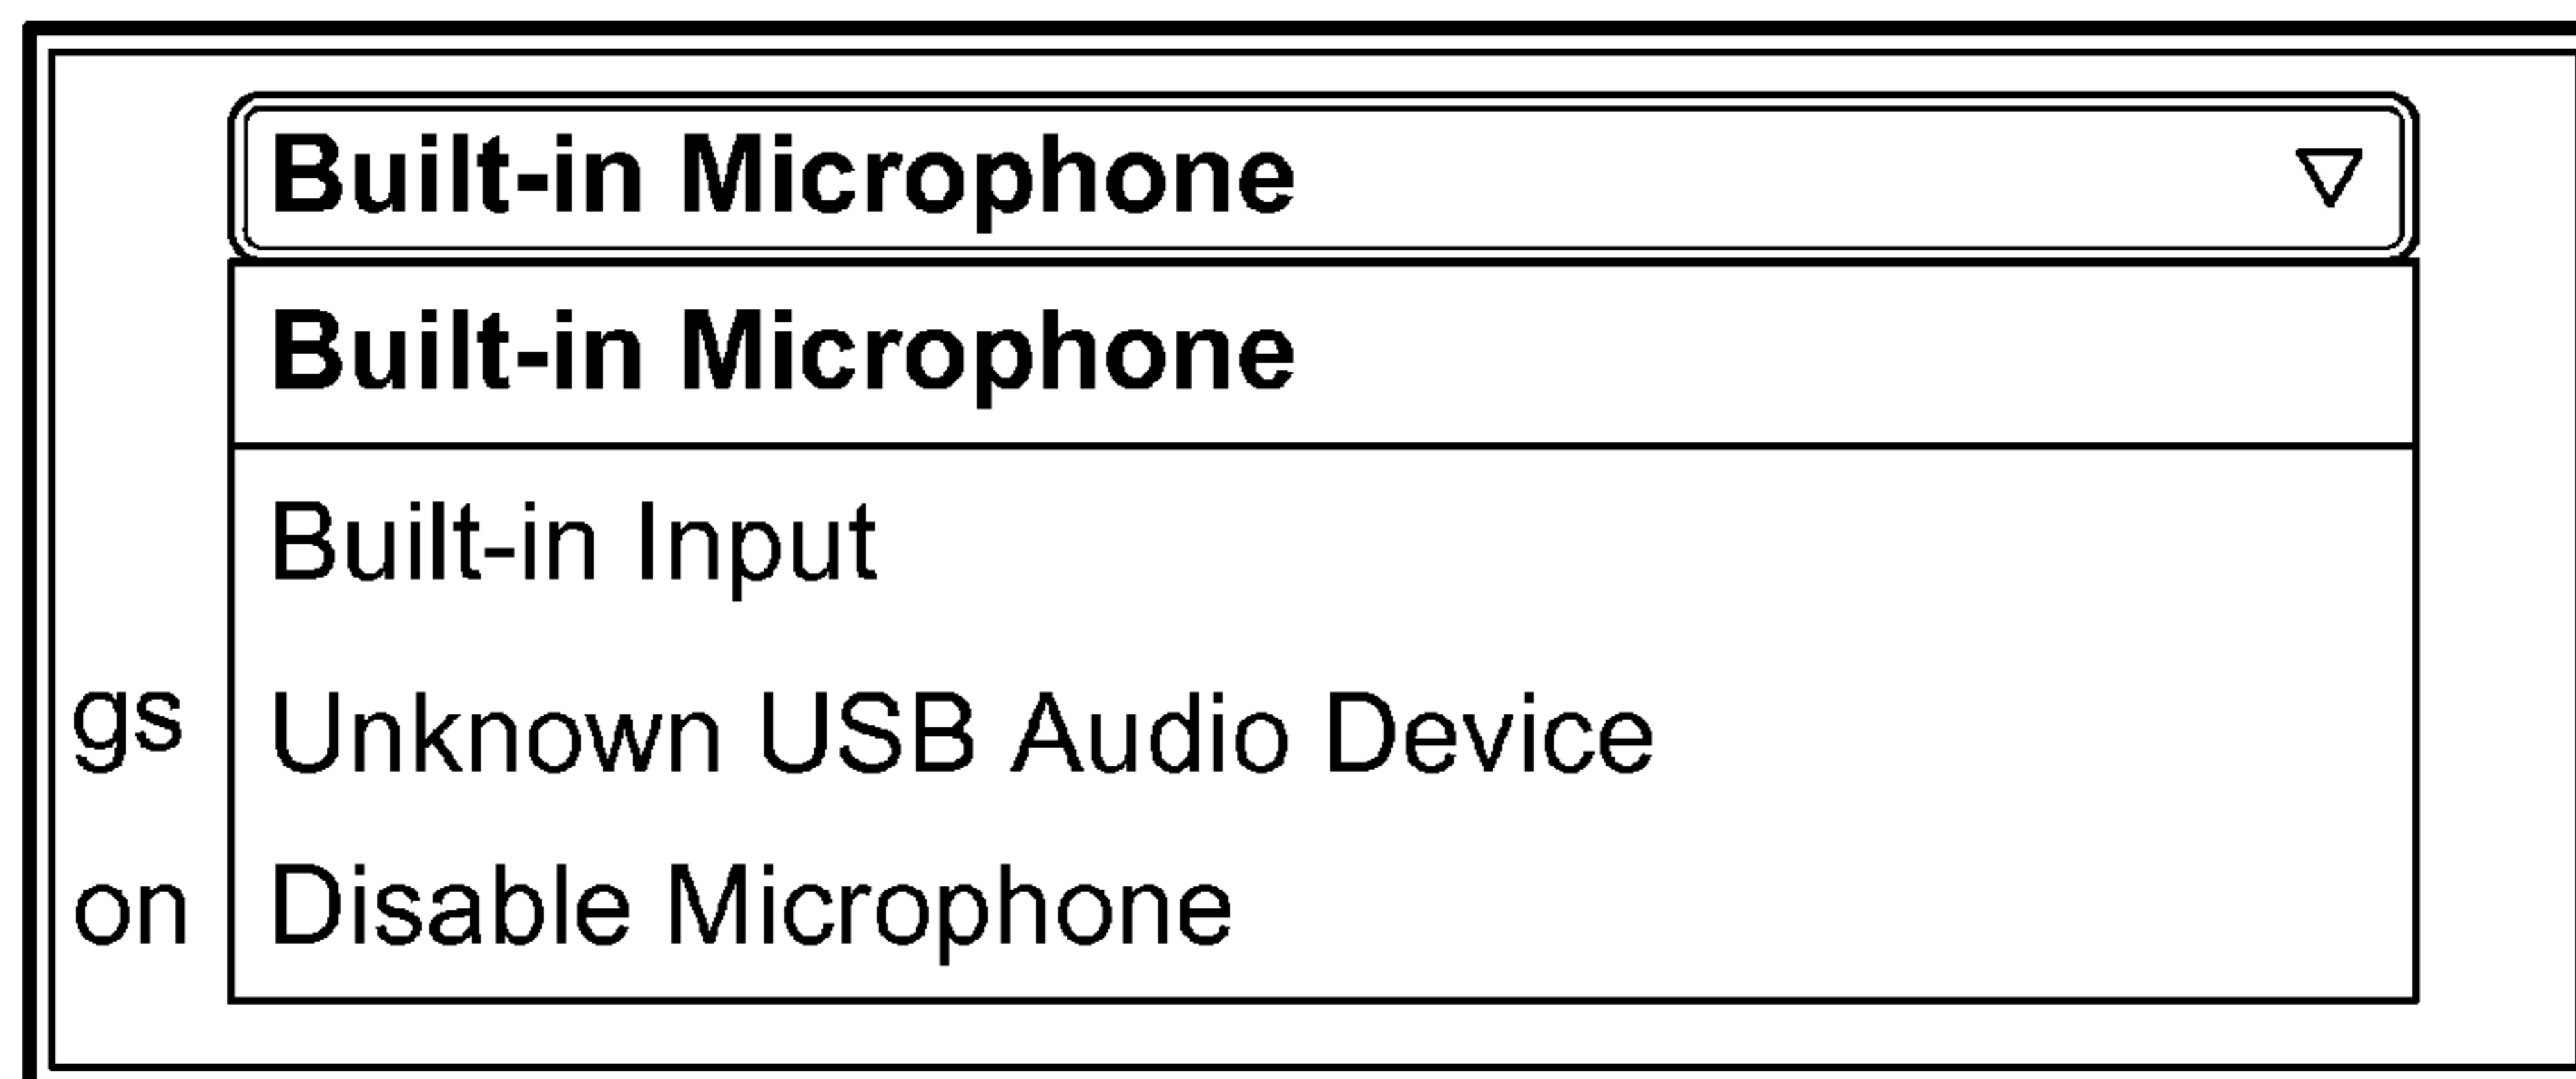 Built-in Microphone
Built-in Microphone
Built-in Input
gs Unknown USB Audio Device
on Disable Microphone